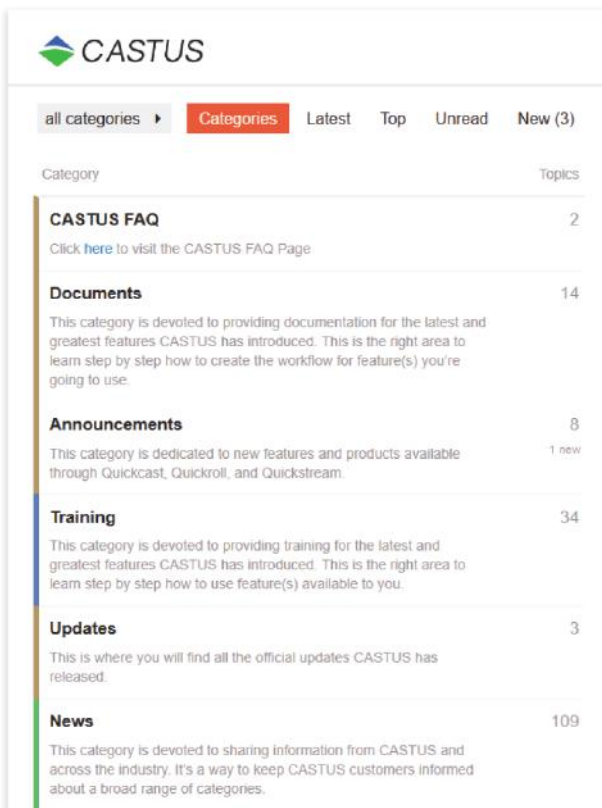 CASTUS
all categories Categories Latest Top Unread New (3)
Category Topics
CASTUS FAQ 2
Click here to visit the CASTUS FAQ Page
Documents 14
This category is devoted to providing documentation for the latest and
greatest features CASTUS has introduced. This is the right area to
learn step by step how to create the workflow for feature(s) you're
going to use.
Announcements 8
This category is dedicated to new features and products available 1 new
through Quickcast, Quickroll, and Quickstream.
Training 34
This category is devoted to providing training for the latest and
greatest features CASTUS has introduced. This is the right area to
learn step by step how to use feature(s) available to you.
Updates 3
This is where you will find all the official updates CASTUS has
released.
News 109
This category is devoted to sharing information from CASTUS and
across the industry. It's a way to keep CASTUS customers informed
about a broad range of categories.